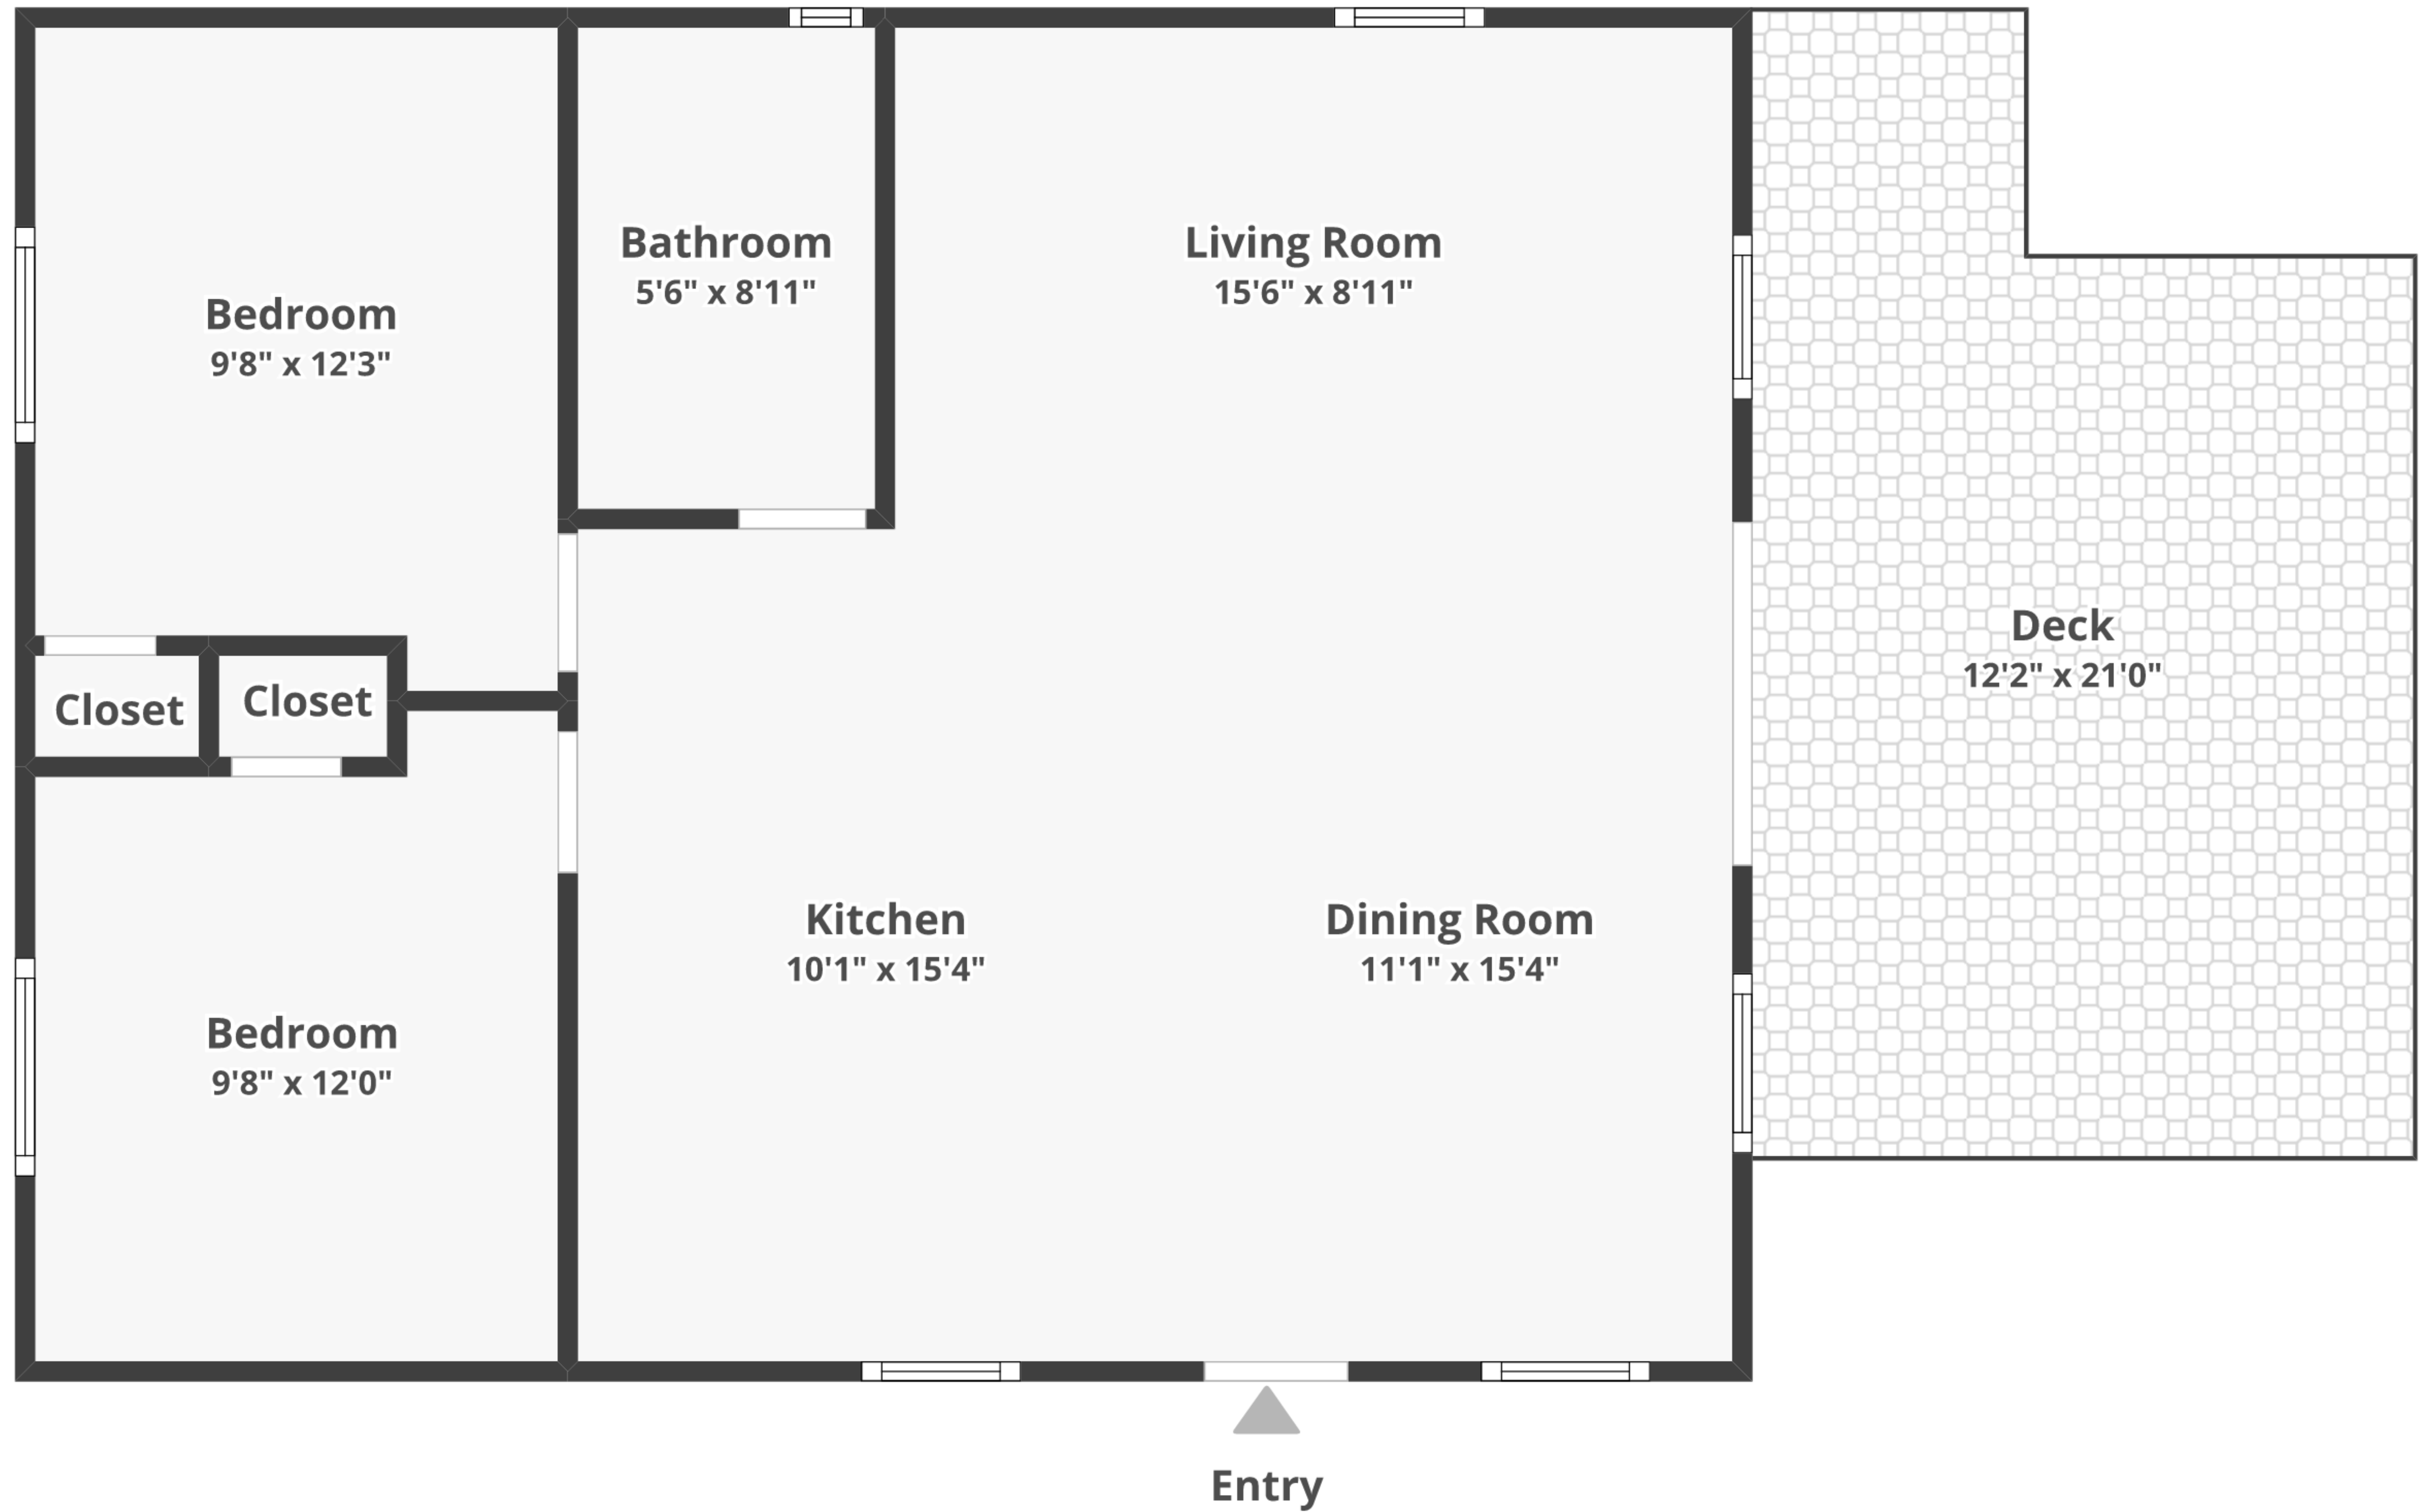 Bathroom
5'6" x 8'11"
Living Room
15'6" x 8'11"
Bedroom
9'8" x 12'3"
Deck
12'2" x 21'0"
Closet
Closet
Kitchen
10'1" x 15'4"
Dining Room
11'1" x 15'4"
Bedroom
9'8" x 12'0"
Entry